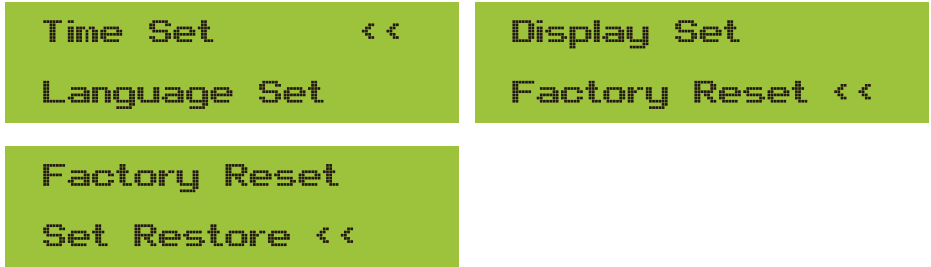 Time Set <<
Language Set
Display Set
Factory Reset <<
Factory Reset
Set Restore <<